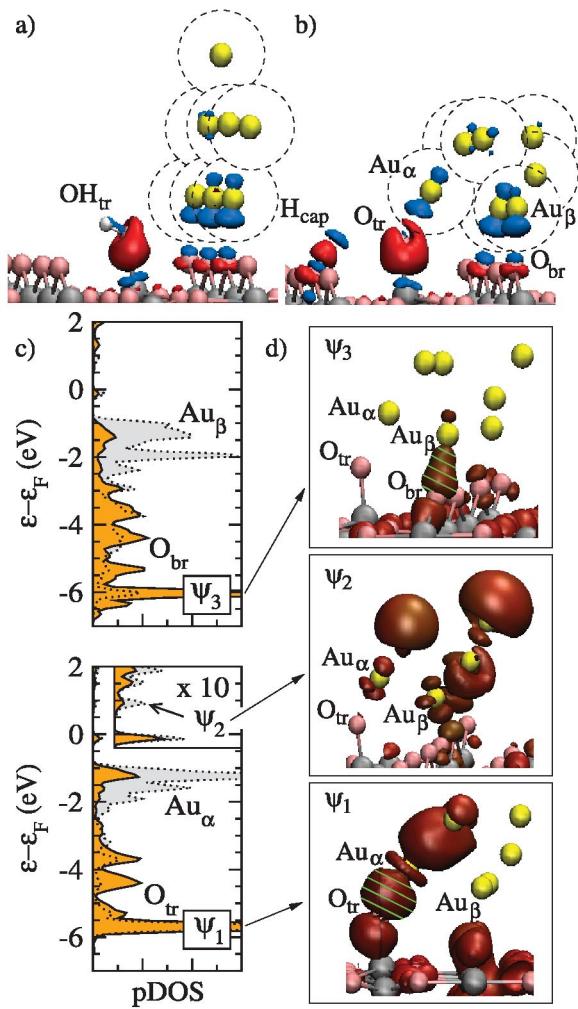 a)
b)
OH_tr
Au_α
H_cap
O_tr
Au_β
O_br
c)
d)
2
0
-2
-4
-6
ε–ε_F (eV)
Au_β
O_br
ψ_3
2
0
-2
-4
-6
ε–ε_F (eV)
x 10
ψ_2
Au_α
O_tr
ψ_1
pDOS
ψ_3
Au_α
Au_β
O_tr
O_br
ψ_2
Au_α
O_tr
Au_β
ψ_1
Au_α
O_tr
Au_β